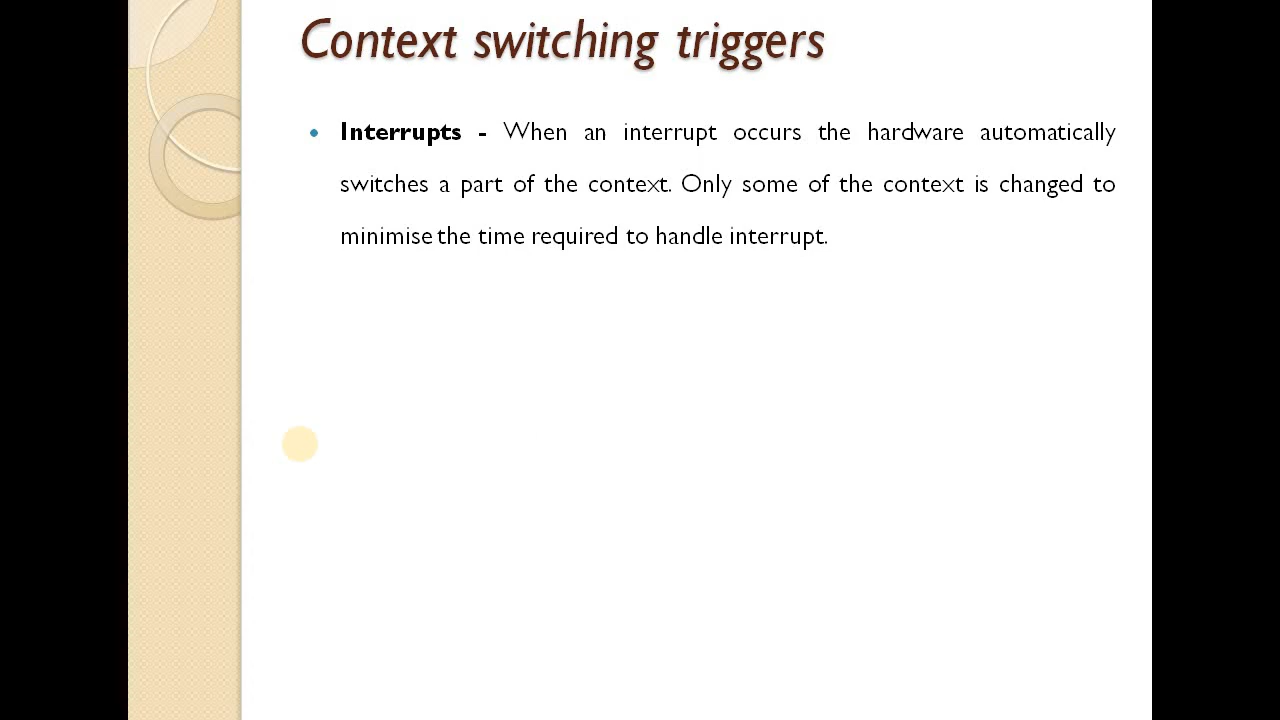 Context switching triggers
• Interrupts - When an interrupt occurs the hardware automatically
switches a part of the context. Only some of the context is changed to
minimise the time required to handle interrupt.